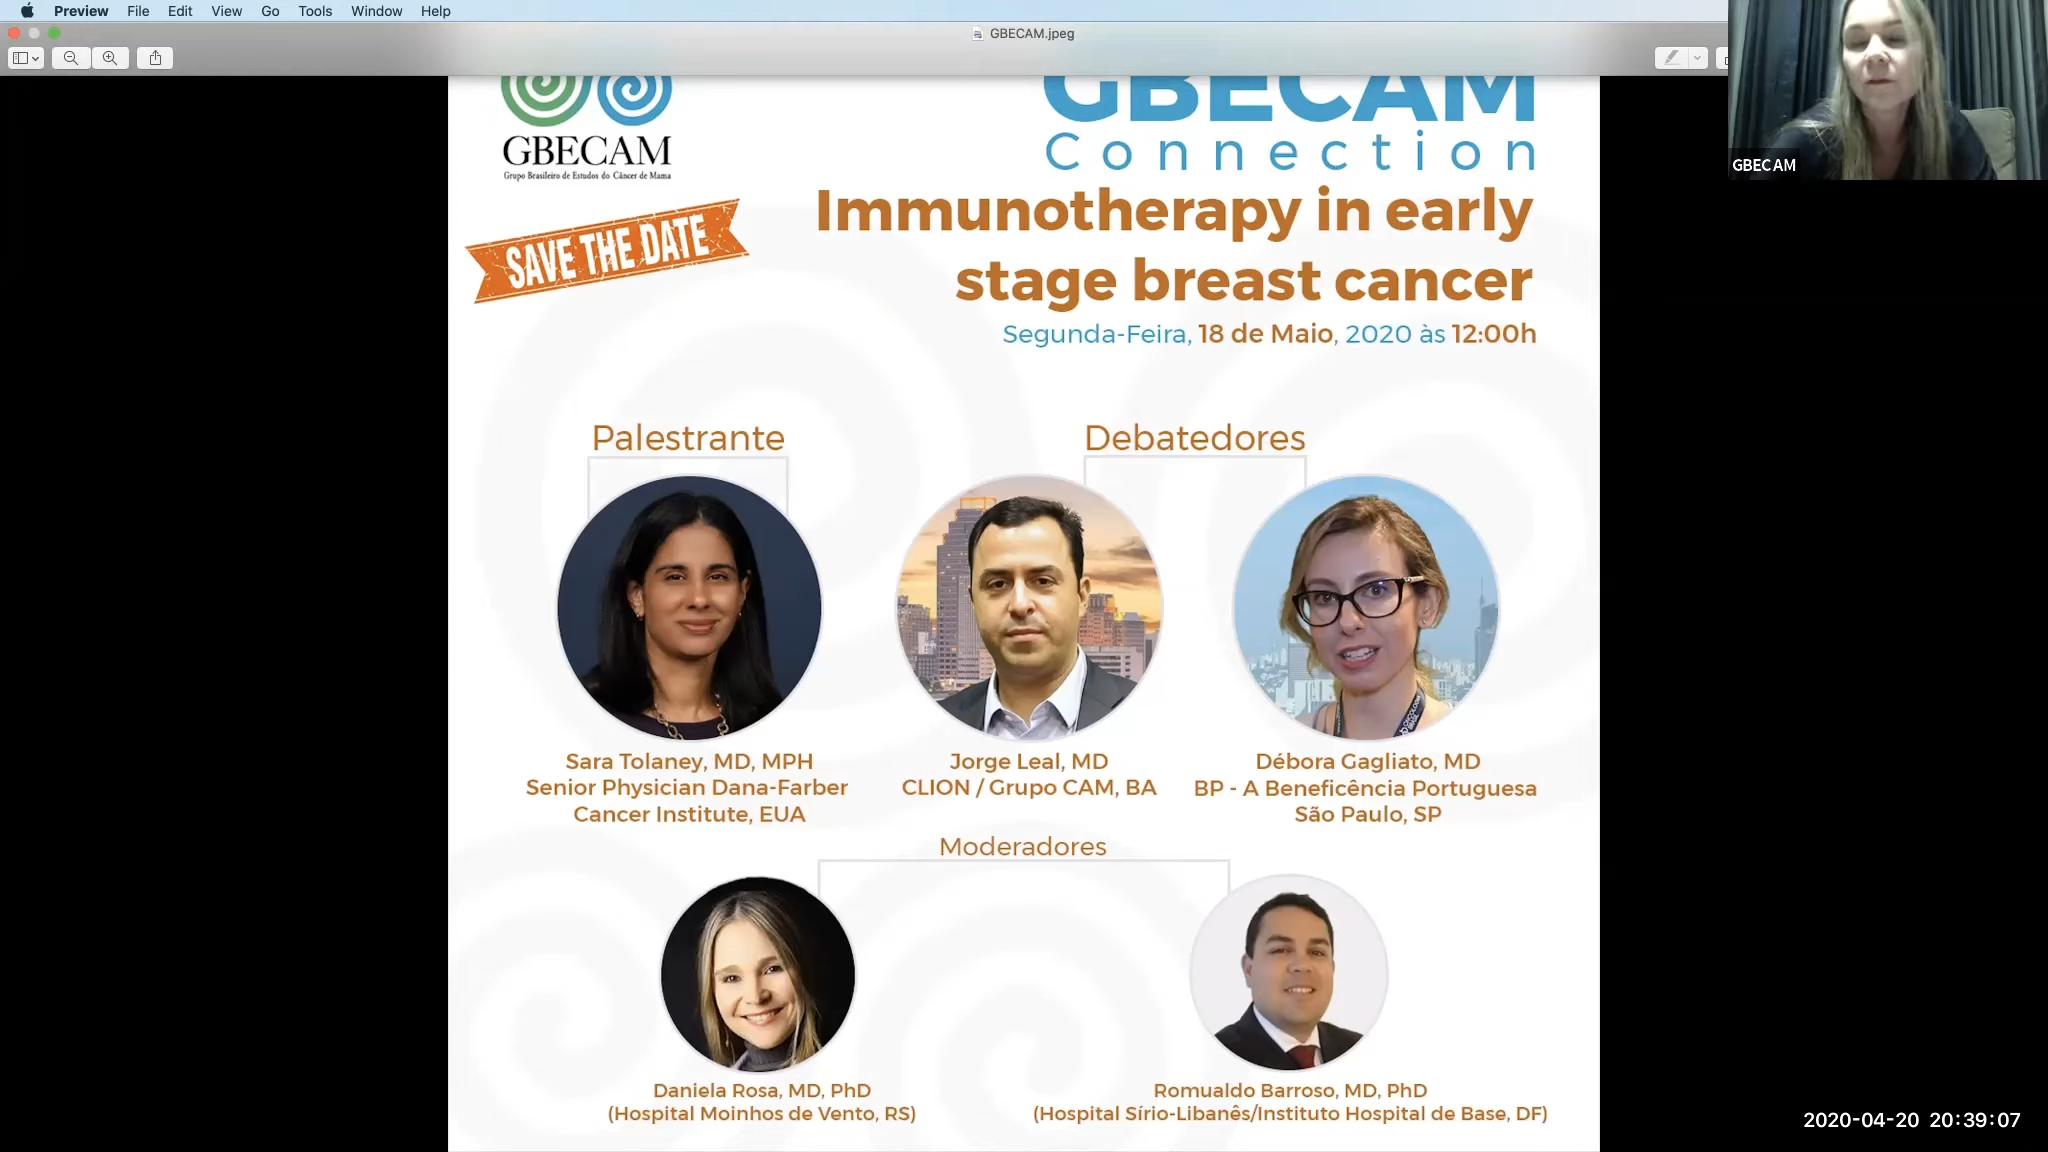 Preview File Edit View Go Tools Window Help
GBECAM.jpeg
GBECAM
GBECAM
Grupo Brasileiro de Estudos do Câncer de Mama
GBECAM
Connection
SAVE THE DATE
Immunotherapy in early
stage breast cancer
Segunda-Feira, 18 de Maio, 2020 às 12:00h
Palestrante
Debatedores
Sara Tolaney, MD, MPH
Senior Physician Dana-Farber
Cancer Institute, EUA
Jorge Leal, MD
CLION / Grupo CAM, BA
Débora Gagliato, MD
BP - A Beneficência Portuguesa
São Paulo, SP
Moderadores
Daniela Rosa, MD, PhD
(Hospital Moinhos de Vento, RS)
Romualdo Barroso, MD, PhD
(Hospital Sírio-Libanês/Instituto Hospital de Base, DF)
2020-04-20 20:39:07